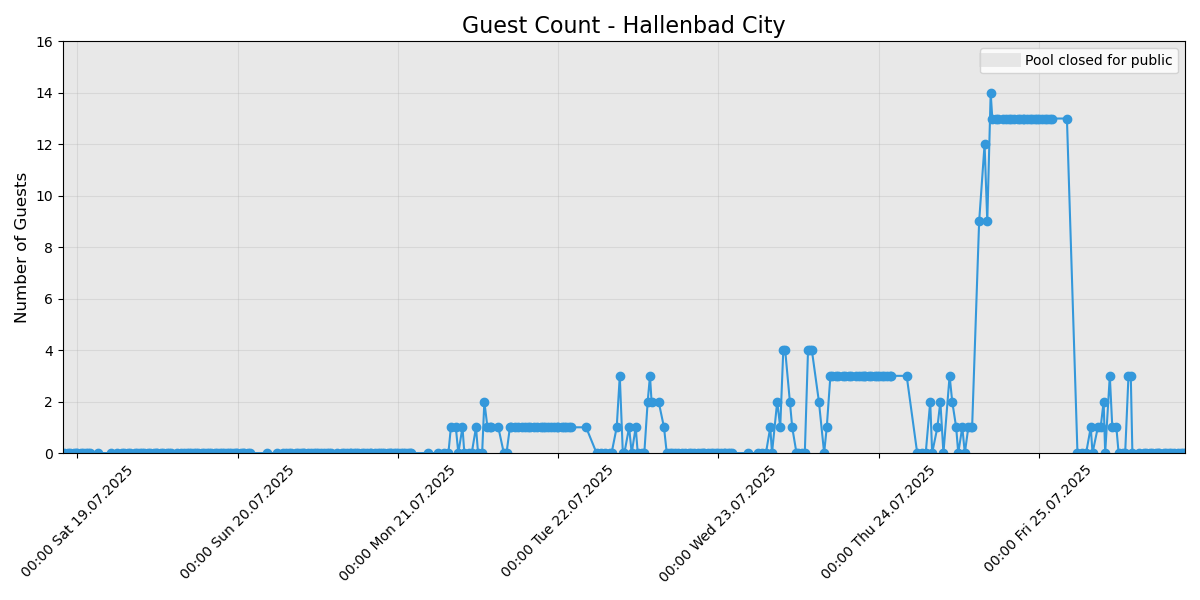 Guest Count - Hallenbad City
Pool closed for public
Number of Guests
16
14
12
10
8
6
4
2
0
00:00 Sat 19.07.2025
00:00 Sun 20.07.2025
00:00 Mon 21.07.2025
00:00 Tue 22.07.2025
00:00 Wed 23.07.2025
00:00 Thu 24.07.2025
00:00 Fri 25.07.2025